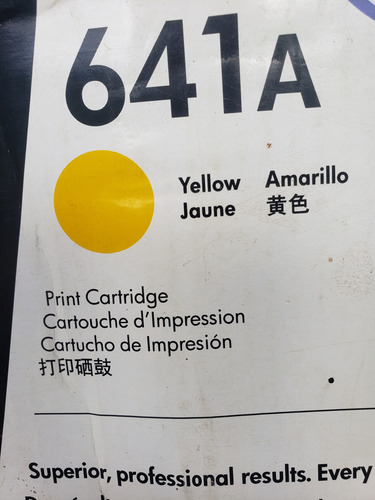 641A
Yellow Amarillo
Jaune 黄色
Print Cartridge
Cartouche d'Impression
Cartucho de Impresión
打印硒鼓
Superior, professional results. Every